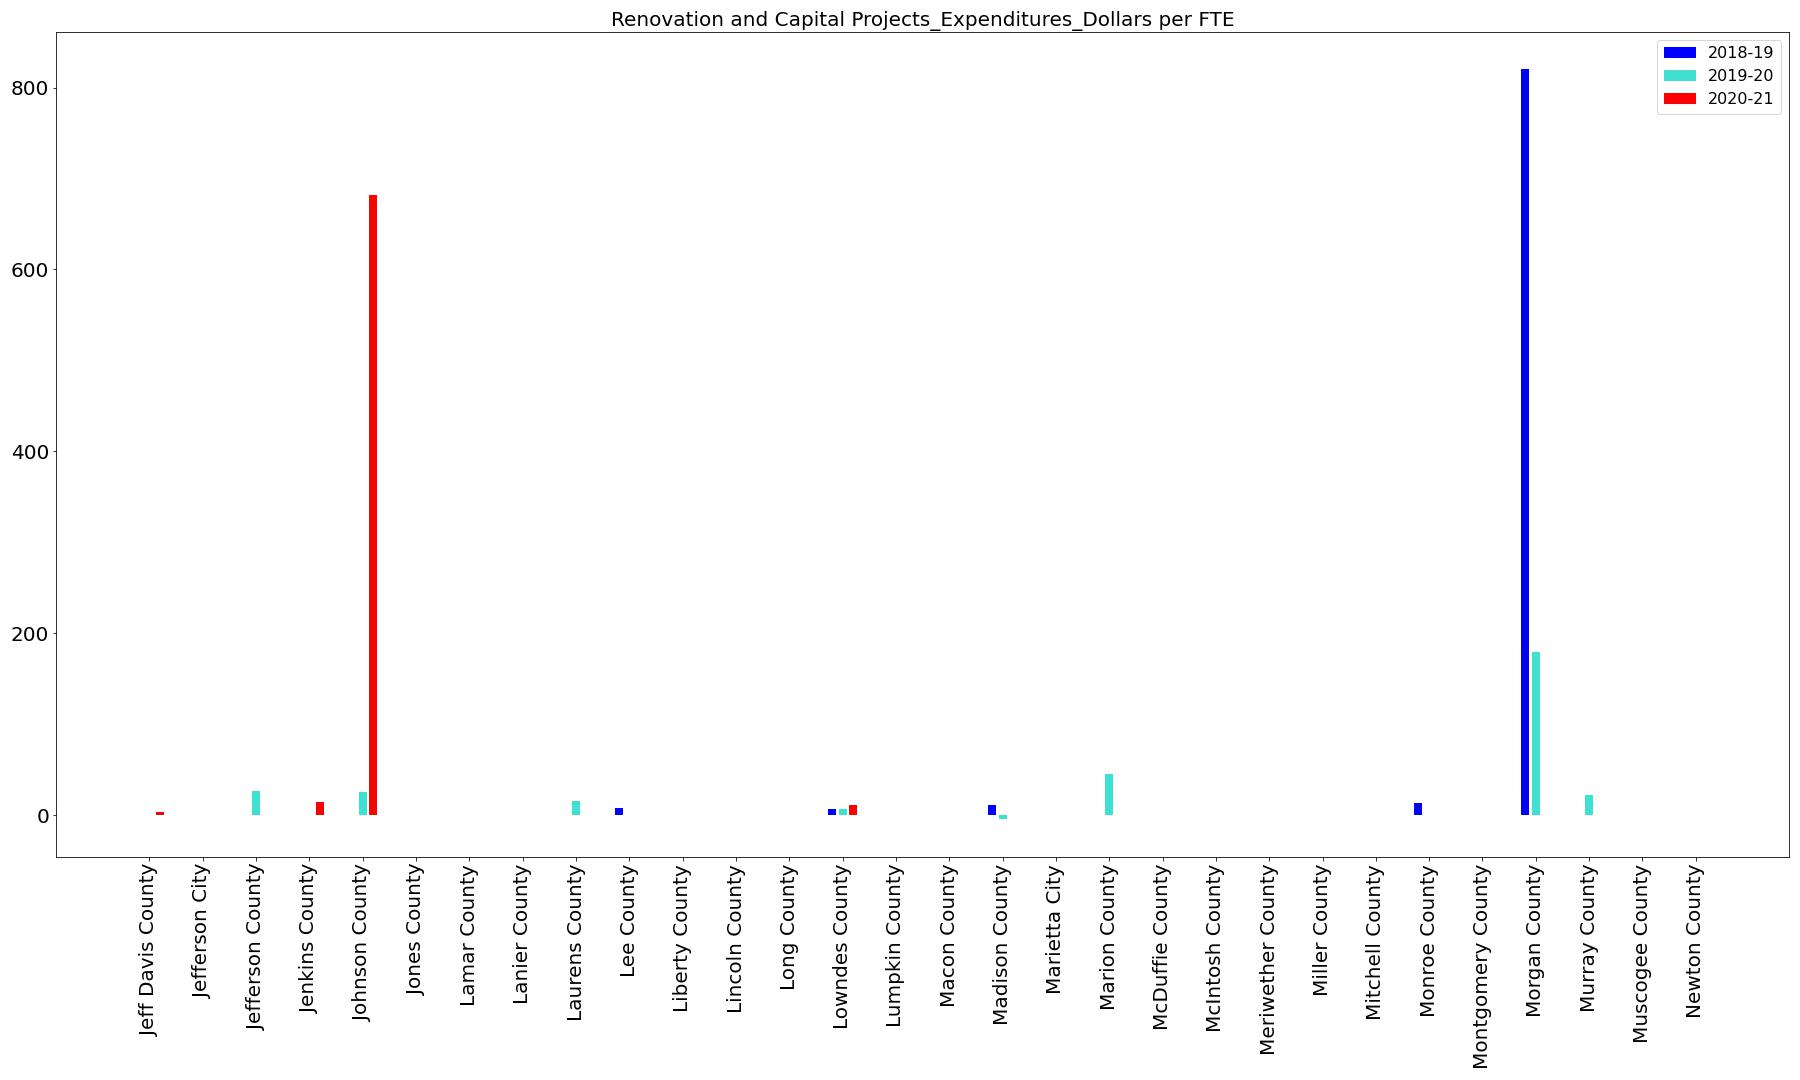 Renovation and Capital Projects_Expenditures_Dollars per FTE
2018-19
2019-20
2020-21
800
600
400
200
0
Jeff Davis County
Jefferson City
Jefferson County
Jenkins County
Johnson County
Jones County
Lamar County
Lanier County
Laurens County
Lee County
Liberty County
Lincoln County
Long County
Lowndes County
Lumpkin County
Macon County
Madison County
Marietta City
Marion County
McDuffie County
McIntosh County
Meriwether County
Miller County
Mitchell County
Monroe County
Montgomery County
Morgan County
Murray County
Muscogee County
Newton County